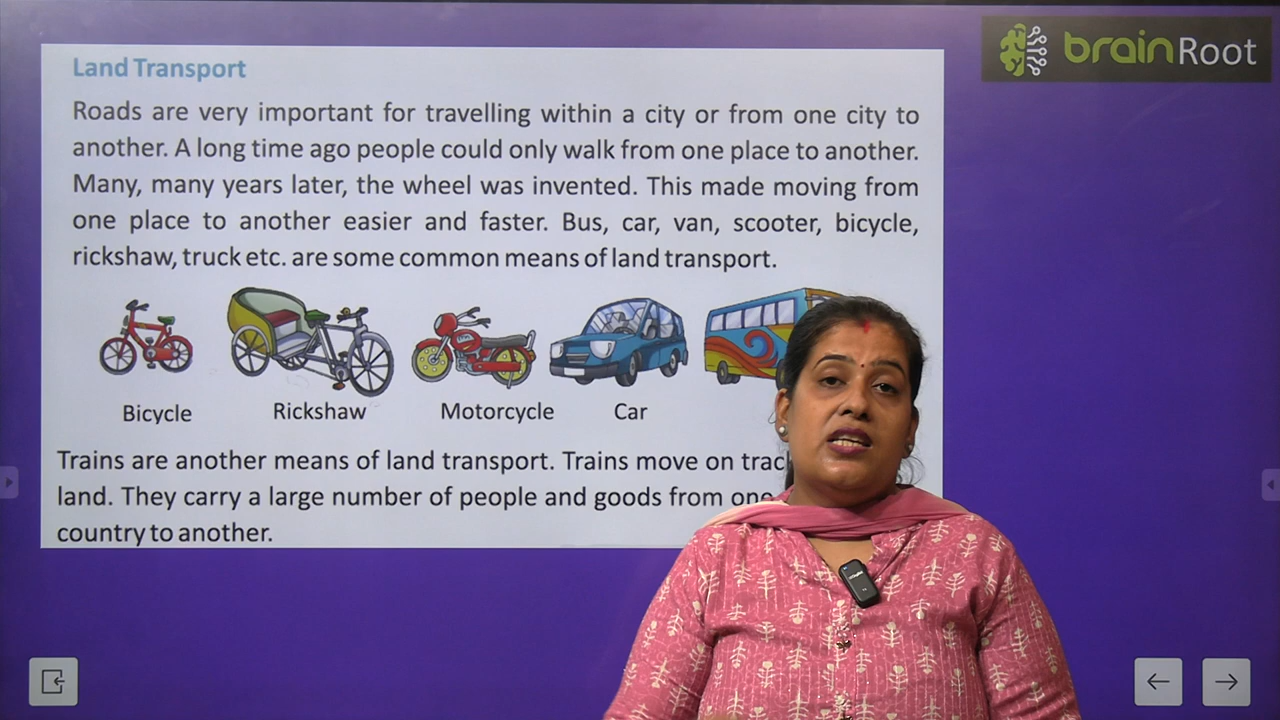 brainRoot
Land Transport
Roads are very important for travelling within a city or from one city to
another. A long time ago people could only walk from one place to another.
Many, many years later, the wheel was invented. This made moving from
one place to another easier and faster. Bus, car, van, scooter, bicycle,
rickshaw, truck etc. are some common means of land transport.
Bicycle Rickshaw Motorcycle Car
Trains are another means of land transport. Trains move on
land. They carry a large number of people and goods from one
country to another.